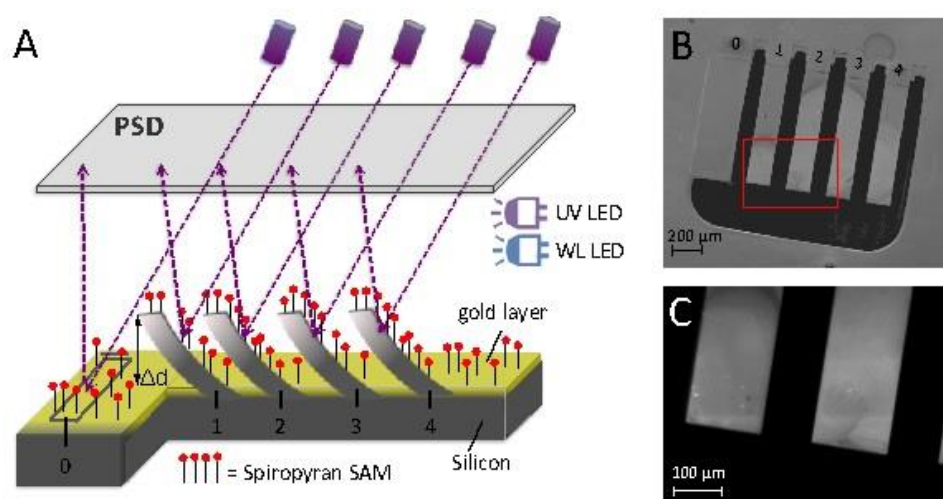 A
PSD
UV LED
WL LED
gold layer
Δd
0
1
2
3
4
Silicon
= Spiropyran SAM
B
0
1
2
3
4
200 μm
C
100 μm